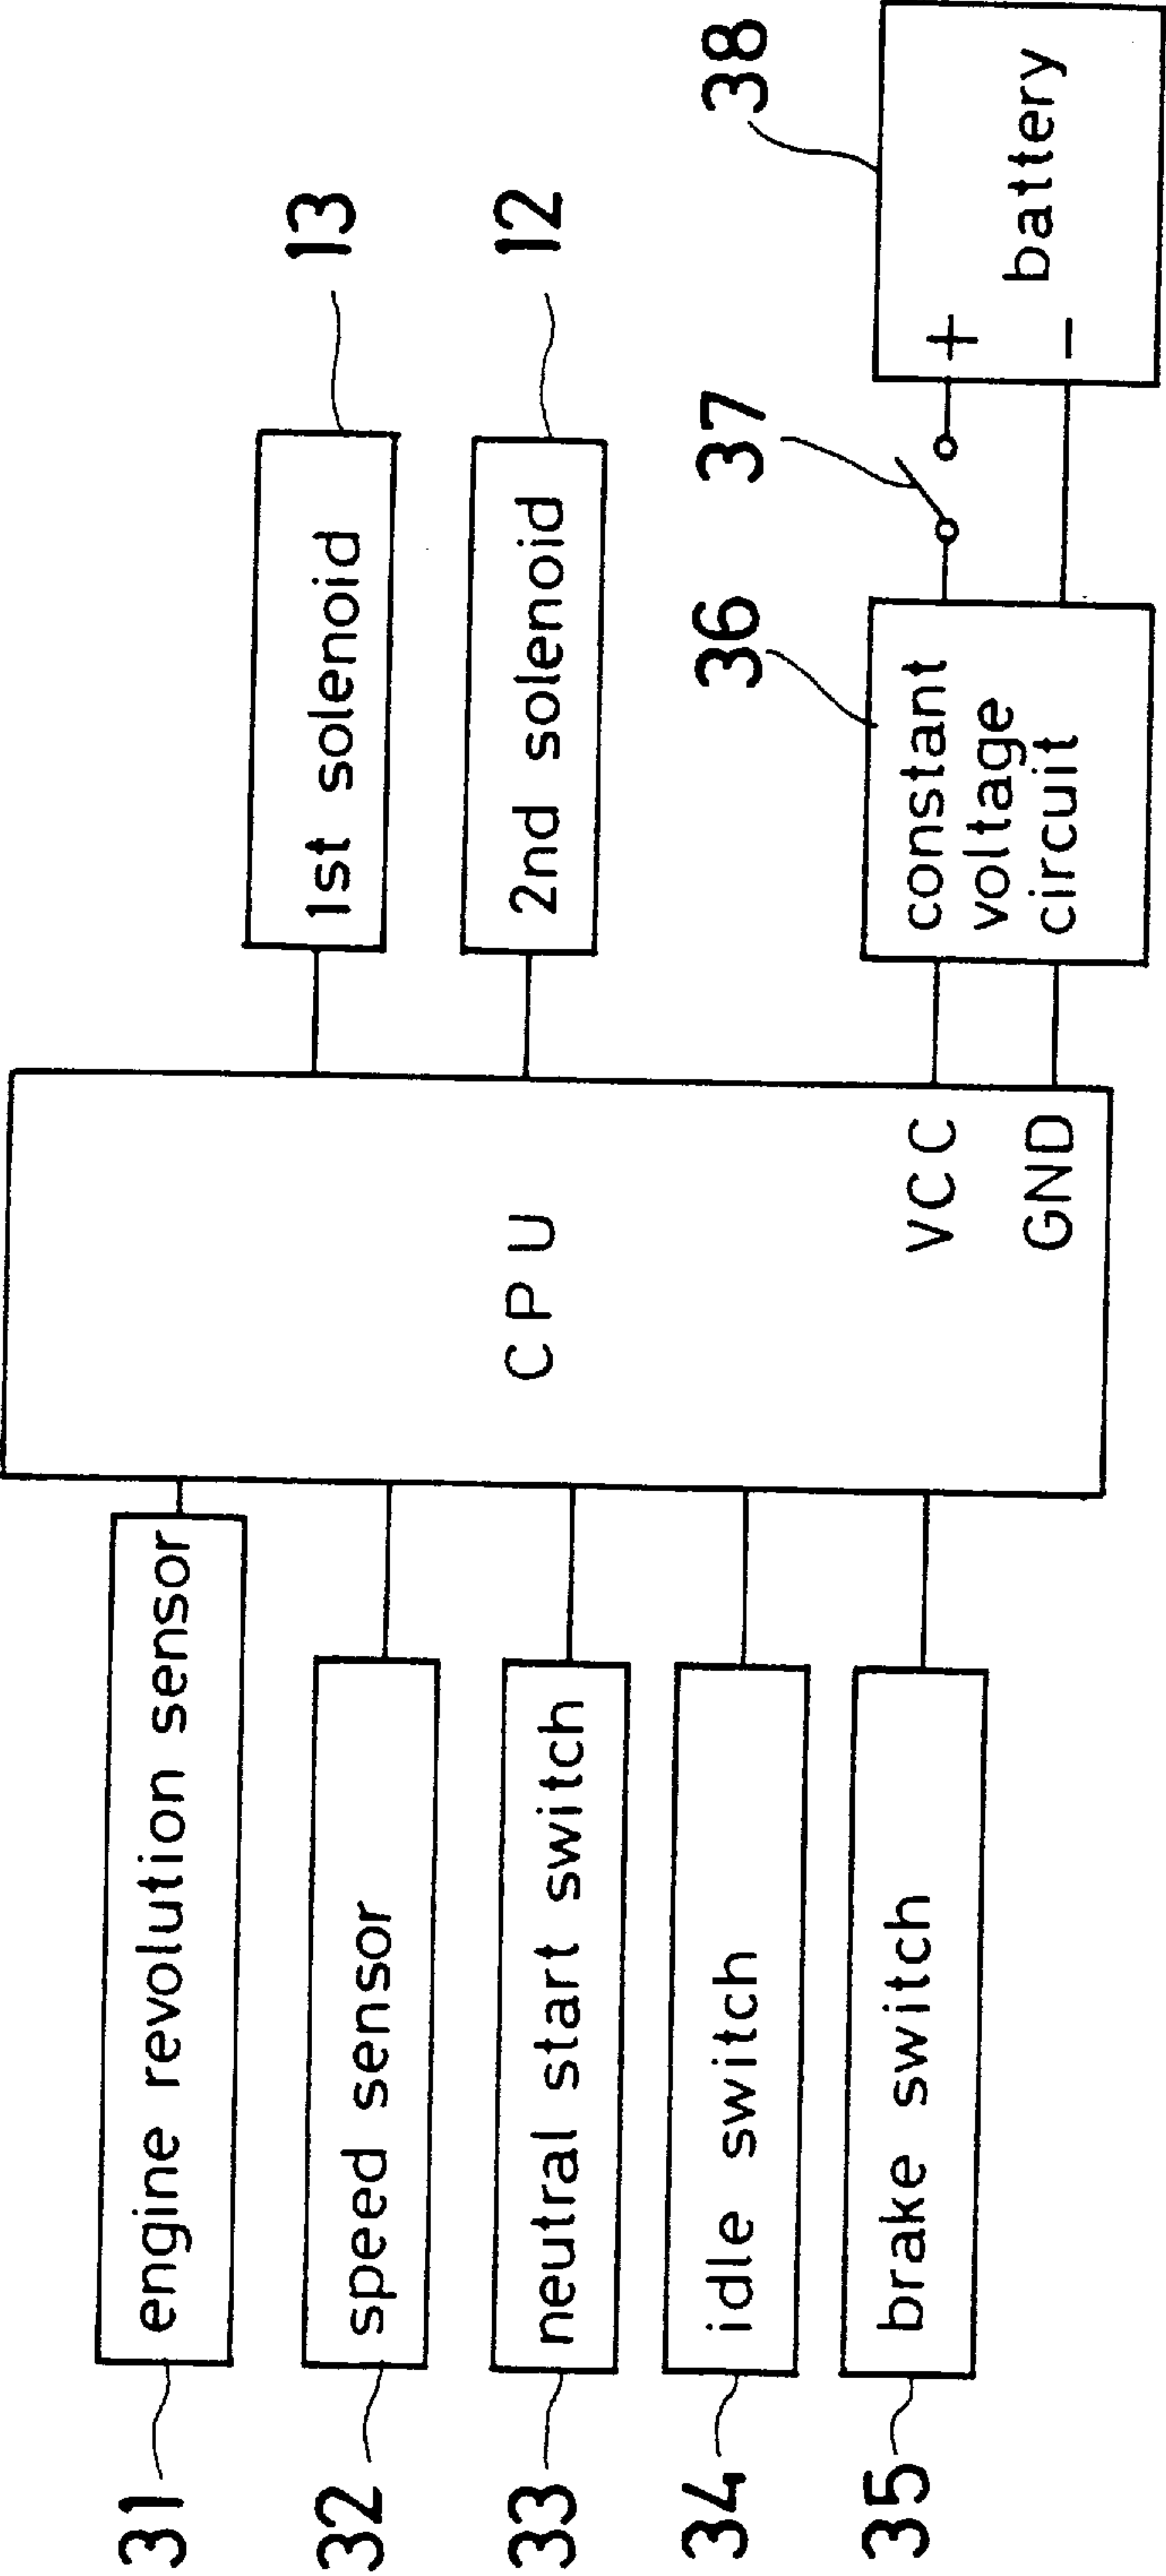 31
engine revolution sensor
32
speed sensor
33
neutral start switch
34
idle switch
35
brake switch
CPU
VCC
GND
1st solenoid
13
2nd solenoid
12
constant
voltage
circuit
36
37
+
-
battery
38